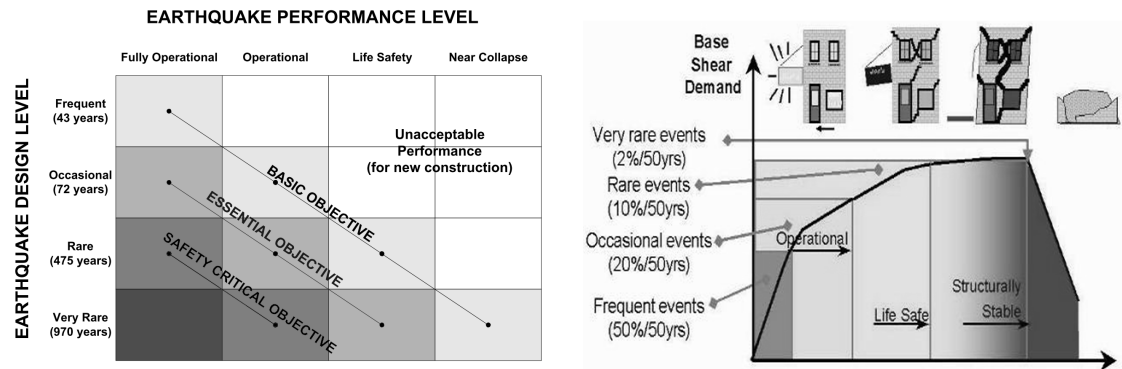 EARTHQUAKE PERFORMANCE LEVEL
EARTHQUAKE DESIGN LEVEL
Fully Operational
Operational
Life Safety
Near Collapse
Frequent
(43 years)
Occasional
(72 years)
Rare
(475 years)
Very Rare
(970 years)
Unacceptable
Performance
(for new construction)
BASIC OBJECTIVE
ESSENTIAL OBJECTIVE
SAFETY CRITICAL OBJECTIVE
Base
Shear
Demand
Very rare events
(2%/50yrs)
Rare events
(10%/50yrs)
Occasional events
(20%/50yrs)
Frequent events
(50%/50yrs)
Operational
Life Safe
Structurally
Stable